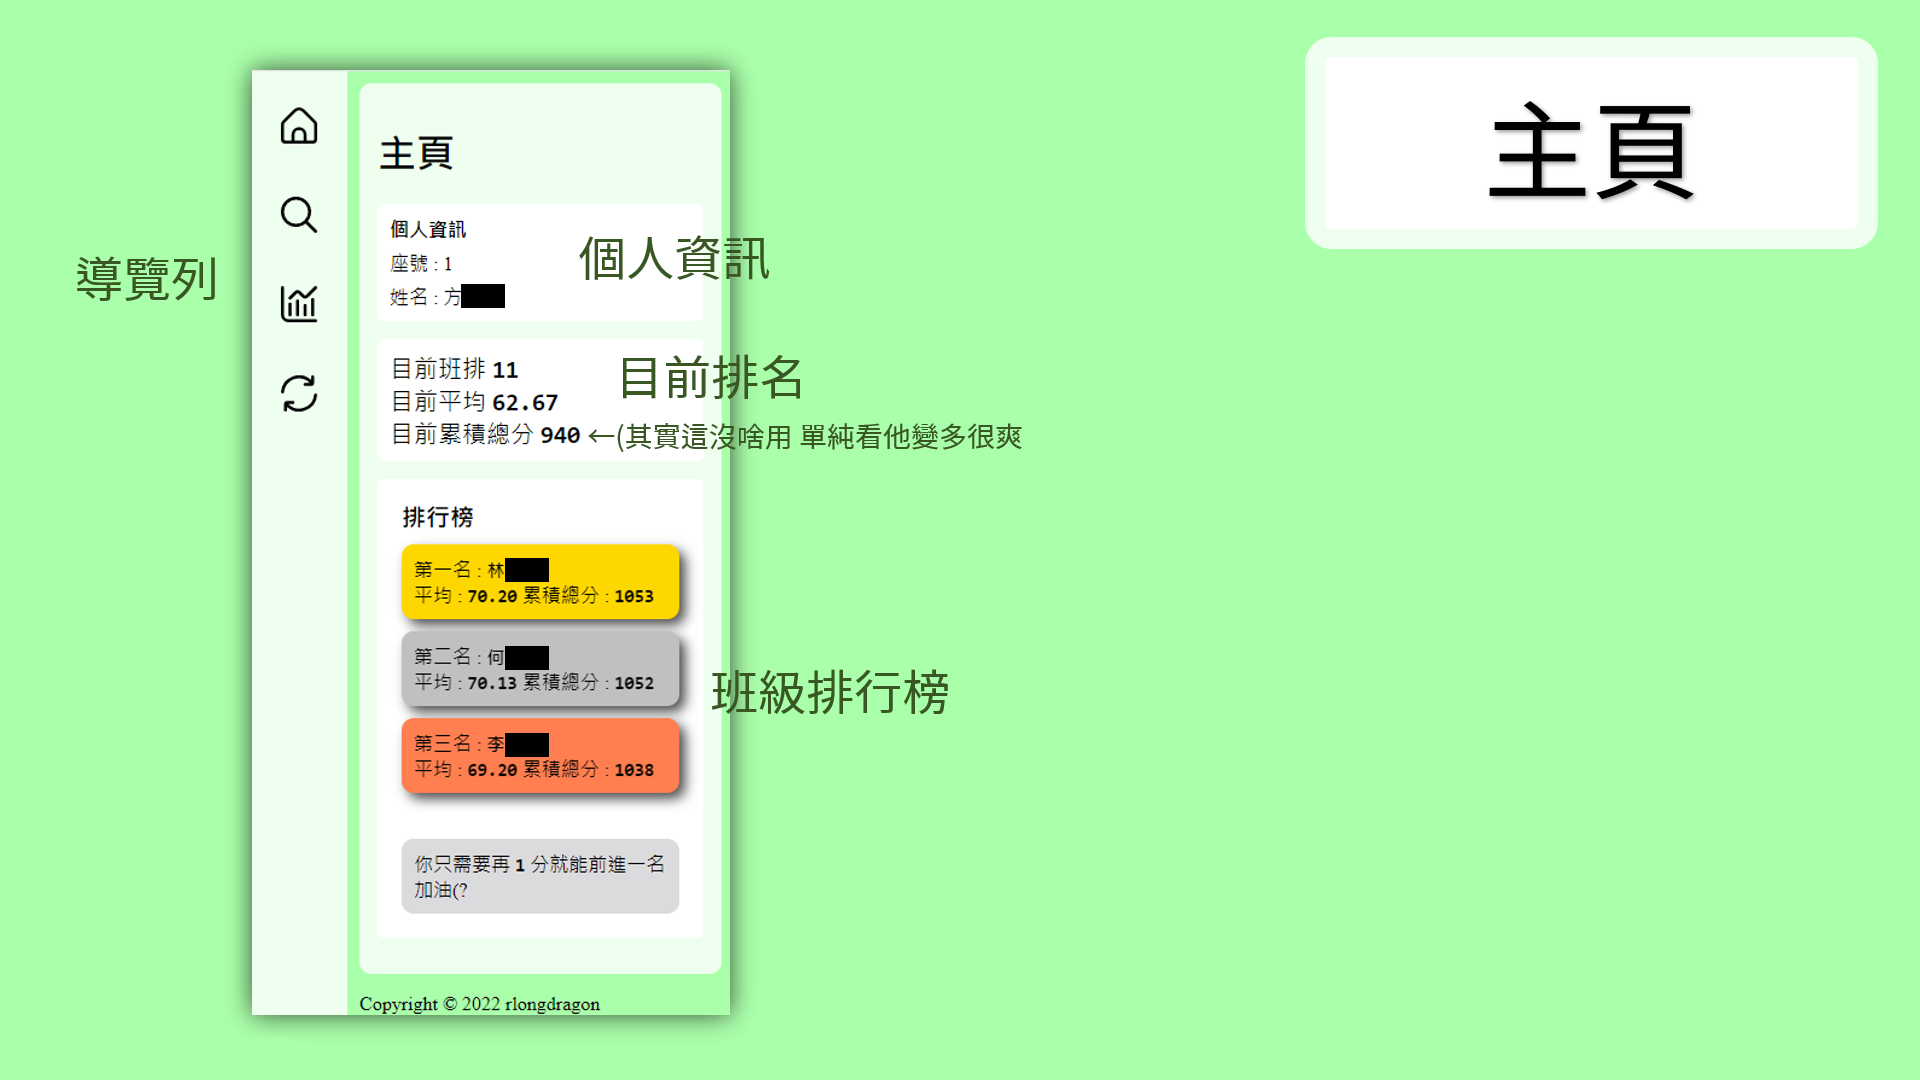 主頁
導覽列
主頁
個人資訊
座號 : 1
姓名 : 方
個人資訊
目前班排 11
目前平均 62.67
目前累積總分 940
目前排名
←(其實這沒啥用 單純看他變多很爽
排行榜
第一名 : 林
平均 : 70.20 累積總分 : 1053
第二名 : 何
平均 : 70.13 累積總分 : 1052
第三名 : 李
平均 : 69.20 累積總分 : 1038
班級排行榜
你只需要再 1 分就能前進一名
加油(?
Copyright © 2022 rlongdragon